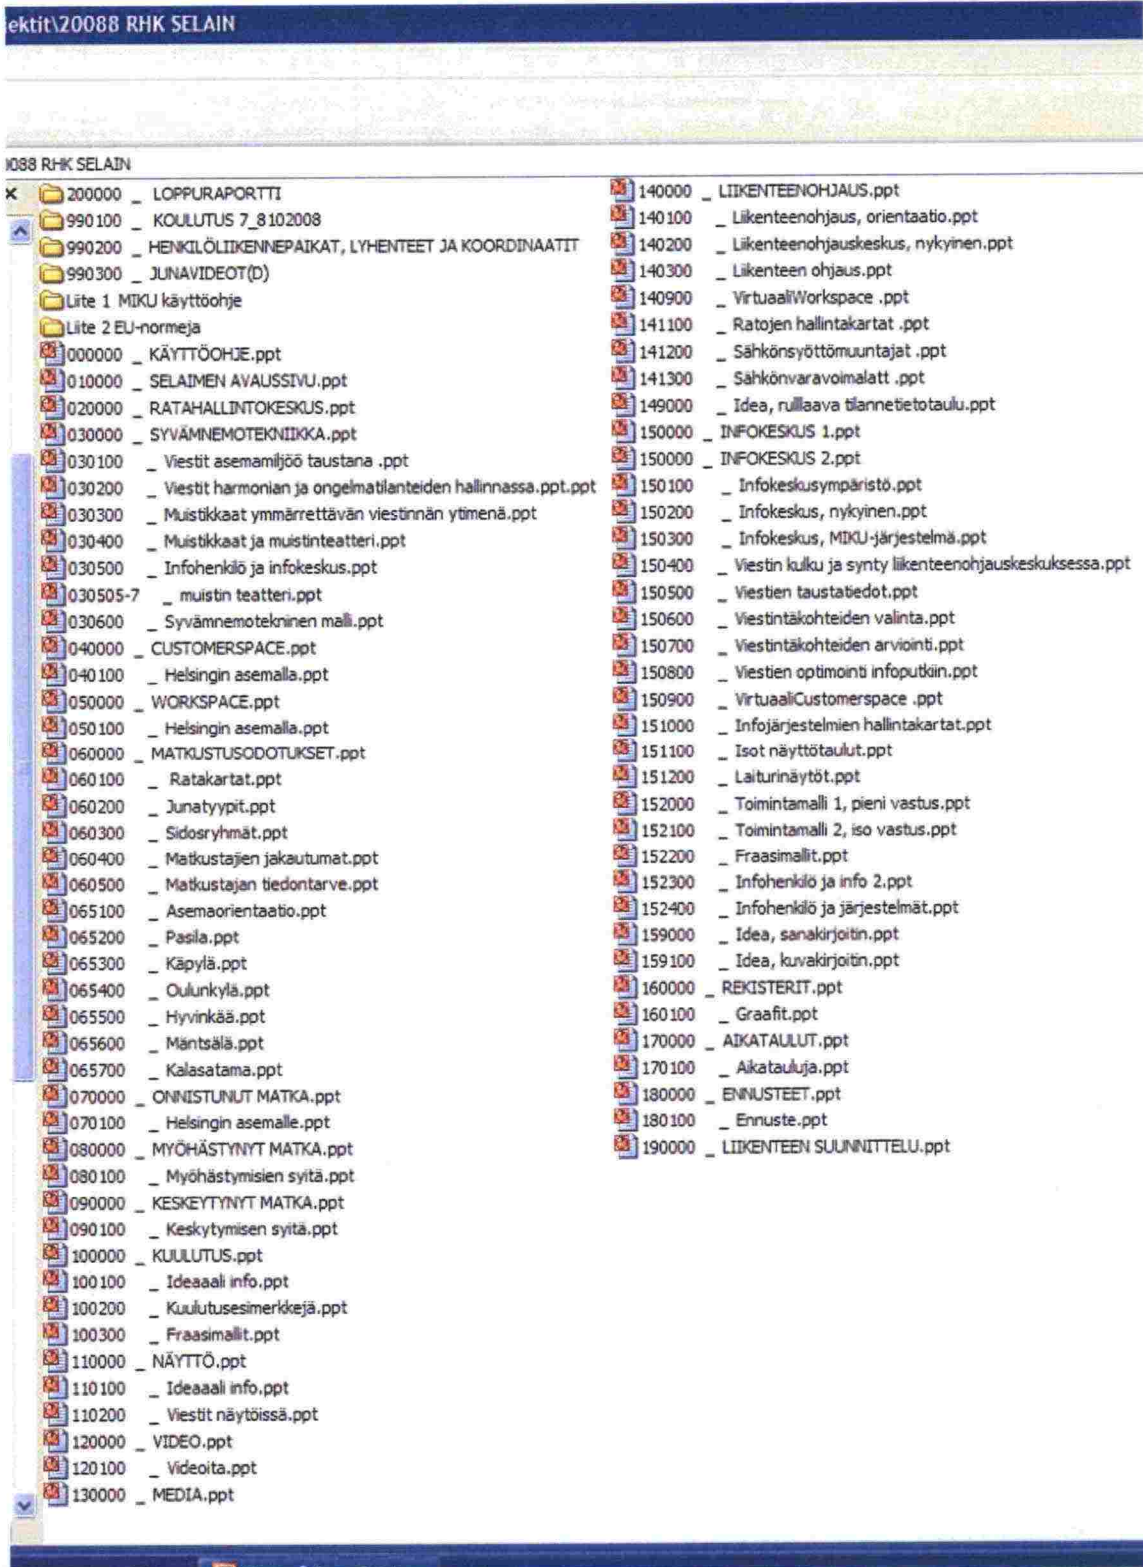 ektit\20088 RHK SELAIN
0088 RHK SELAIN
200000 _ LOPPURAPORTTI
990100 _ KOULUTUS 7_8102008
990200 _ HENKILÖLIIKENNEPAIKAT, LYHENTEET JA KOORDINAATIT
990300 _ JUNAVIDEOT(D)
Liite 1 MIKU käyttöohje
Liite 2 EU-normeja
000000 _ KÄYTTÖOHJE.ppt
010000 _ SELAIMEN AVAUSSIVU.ppt
020000 _ RATAHALLINTOKESKUS.ppt
030000 _ SYVÄMNEMOTEKNIIKKA.ppt
030100 _ Viestit asemamiljöö taustana .ppt
030200 _ Viestit harmonian ja ongelmatilanteiden hallinnassa.ppt.ppt
030300 _ Muistikkaat ymmärrettävän viestinnän ytimenä.ppt
030400 _ Muistikkaat ja muistinteatteri.ppt
030500 _ Infohenkilö ja infokeskus.ppt
030505-7 _ muistin teatteri.ppt
030600 _ Syvämnemotekninen malli.ppt
040000 _ CUSTOMERSPACE.ppt
040100 _ Helsingin asemalla.ppt
050000 _ WORKSPACE.ppt
050100 _ Helsingin asemalla.ppt
060000 _ MATKUSTUSODOTUKSET.ppt
060100 _ Ratakartat.ppt
060200 _ Junatyypit.ppt
060300 _ Sidosryhmät.ppt
060400 _ Matkustajien jakautumat.ppt
060500 _ Matkustajan tiedontarve.ppt
065100 _ Asemaorientaatio.ppt
065200 _ Pasila.ppt
065300 _ Käpylä.ppt
065400 _ Oulunkylä.ppt
065500 _ Hyvinkää.ppt
065600 _ Mäntsälä.ppt
065700 _ Kalasatama.ppt
070000 _ ONNISTUNUT MATKA.ppt
070100 _ Helsingin asemalle.ppt
080000 _ MYÖHÄSTYNYT MATKA.ppt
080100 _ Myöhästymisien syitä.ppt
090000 _ KESKEYTYNYT MATKA.ppt
090100 _ Keskytymisen syitä.ppt
100000 _ KUULUTUS.ppt
100100 _ Ideaaali info.ppt
100200 _ Kuulutusesimerkkejä.ppt
100300 _ Fraasimallit.ppt
110000 _ NÄYTTÖ.ppt
110100 _ Ideaaali info.ppt
110200 _ Viestit näytöissä.ppt
120000 _ VIDEO.ppt
120100 _ Videoita.ppt
130000 _ MEDIA.ppt
140000 _ LIIKENTEENOHJAUS.ppt
140100 _ Liikenteenohjaus, orientaatio.ppt
140200 _ Liikenteenohjauskeskus, nykyinen.ppt
140300 _ Liikenteen ohjaus.ppt
140900 _ VirtuaaliWorkspace .ppt
141100 _ Ratojen hallintakartat .ppt
141200 _ Sähkönsyöttömuuntajat .ppt
141300 _ Sähkönvaravoimalatt .ppt
149000 _ Idea, rulllaava tilannetietotaulu.ppt
150000 _ INFOKESKUS 1.ppt
150000 _ INFOKESKUS 2.ppt
150100 _ Infokeskusympäristö.ppt
150200 _ Infokeskus, nykyinen.ppt
150300 _ Infokeskus, MIKU-järjestelmä.ppt
150400 _ Viestin kulku ja synty liikenteenohjauskeskuksessa.ppt
150500 _ Viestien taustatiedot.ppt
150600 _ Viestintäkohteiden valinta.ppt
150700 _ Viestintäkohteiden arviointi.ppt
150800 _ Viestien optimointi infoputkiin.ppt
150900 _ VirtuaaliCustomerspace .ppt
151000 _ Infojärjestelmien hallintakartat.ppt
151100 _ Isot näyttötaulut.ppt
151200 _ Laiturinäytöt.ppt
152000 _ Toimintamalli 1, pieni vastus.ppt
152100 _ Toimintamalli 2, iso vastus.ppt
152200 _ Fraasimallit.ppt
152300 _ Infohenkilö ja info 2.ppt
152400 _ Infohenkilö ja järjestelmät.ppt
159000 _ Idea, sanakirjoitin.ppt
159100 _ Idea, kuvakirjoitin.ppt
160000 _ REKISTERIT.ppt
160100 _ Graafit.ppt
170000 _ AIKATAULUT.ppt
170100 _ Aikatauluja.ppt
180000 _ ENNUSTEET.ppt
180100 _ Ennuste.ppt
190000 _ LIIKENTEEN SUUNNITTELU.ppt